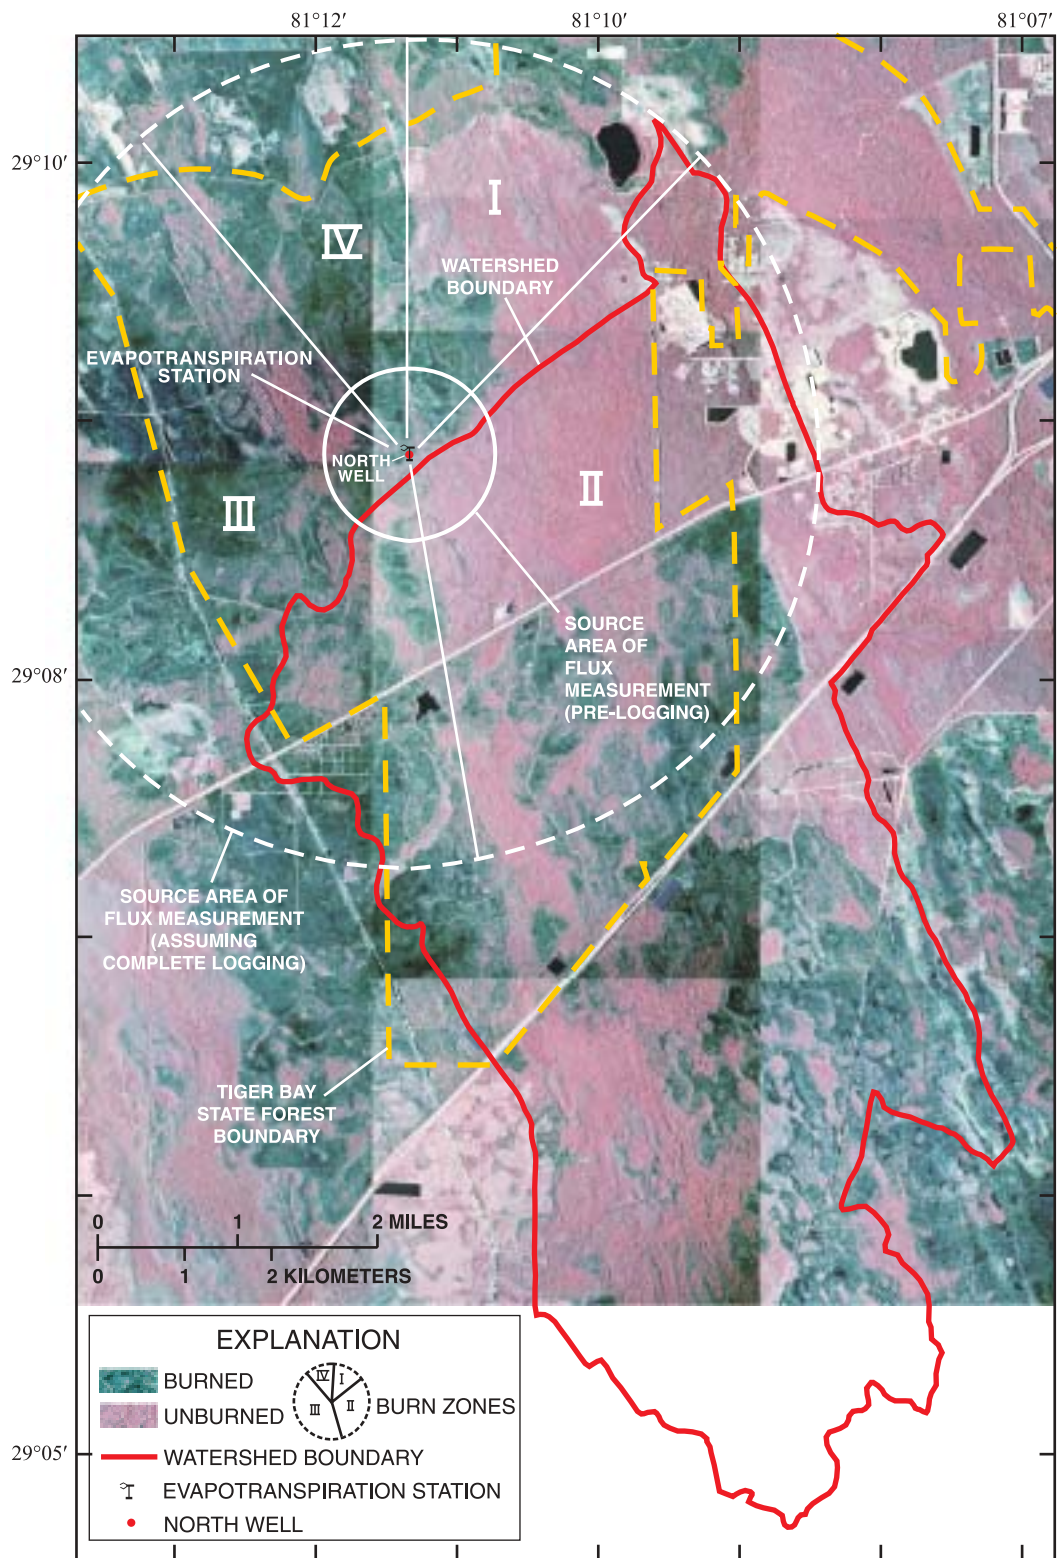 81°12′ 81°10′ 81°07′
29°10′
I
IV
WATERSHED
BOUNDARY
EVAPOTRANSPIRATION
STATION
NORTH
WELL
II
III
SOURCE
AREA OF
FLUX
MEASUREMENT
(PRE-LOGGING)
29°08′
SOURCE AREA OF
FLUX MEASUREMENT
(ASSUMING
COMPLETE LOGGING)
TIGER BAY
STATE FOREST
BOUNDARY
0 1 2 MILES
0 1 2 KILOMETERS
EXPLANATION
BURNED
UNBURNED
IV I
III II
BURN ZONES
WATERSHED BOUNDARY
EVAPOTRANSPIRATION STATION
NORTH WELL
29°05′